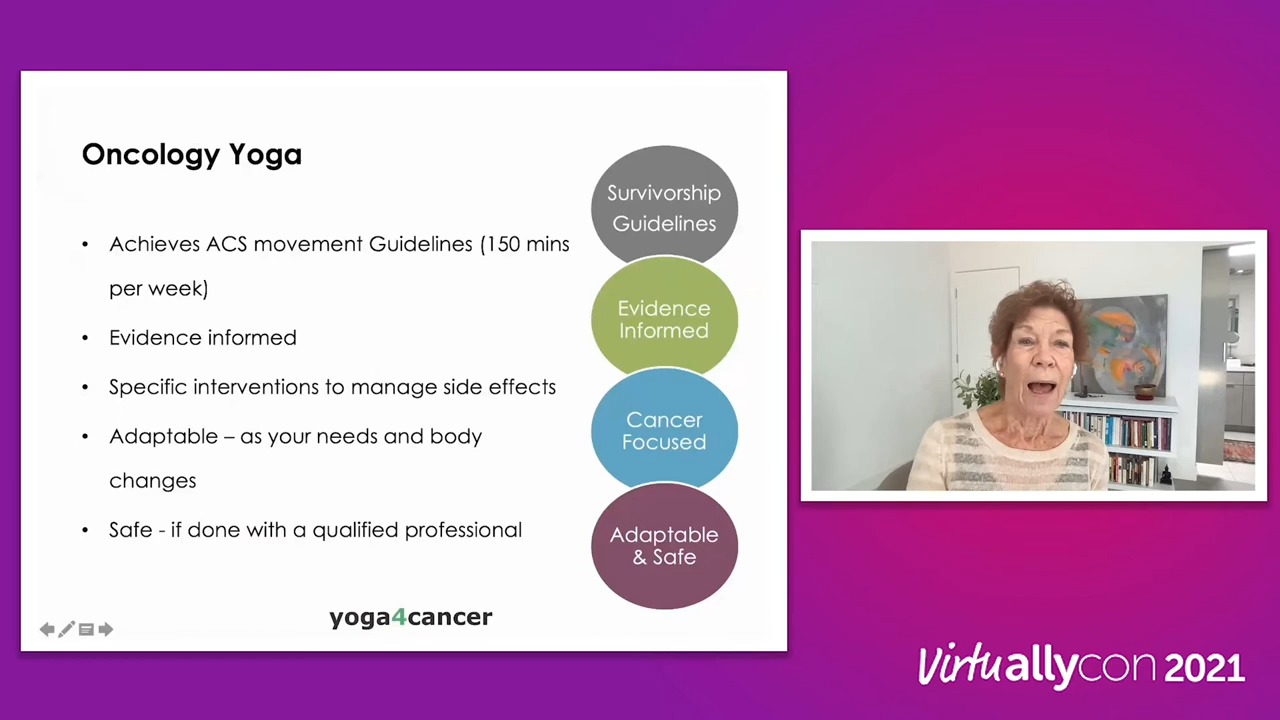 Oncology Yoga
• Achieves ACS movement Guidelines (150 mins
per week)
• Evidence informed
• Specific interventions to manage side effects
• Adaptable – as your needs and body
changes
• Safe - if done with a qualified professional
Survivorship
Guidelines
Evidence
Informed
Cancer
Focused
Adaptable
& Safe
yoga4cancer
Virtuallycon 2021